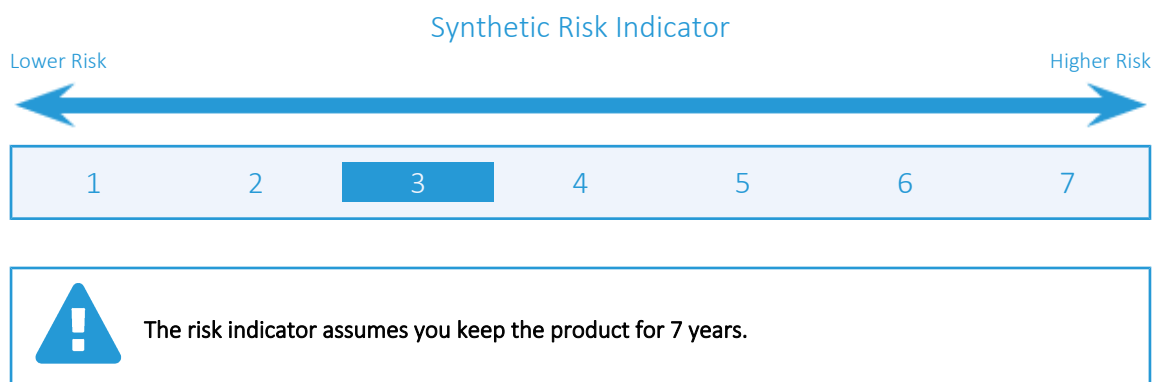 Synthetic Risk Indicator
Lower Risk Higher Risk
1 2 3 4 5 6 7
The risk indicator assumes you keep the product for 7 years.